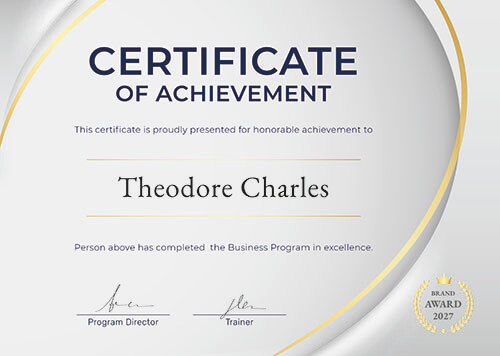 CERTIFICATE
OF ACHIEVEMENT
This certificate is proudly presented for honorable achievement to
Theodore Charles
Person above has completed the Business Program in excellence.
Program Director
Trainer
BRAND
AWARD
2027